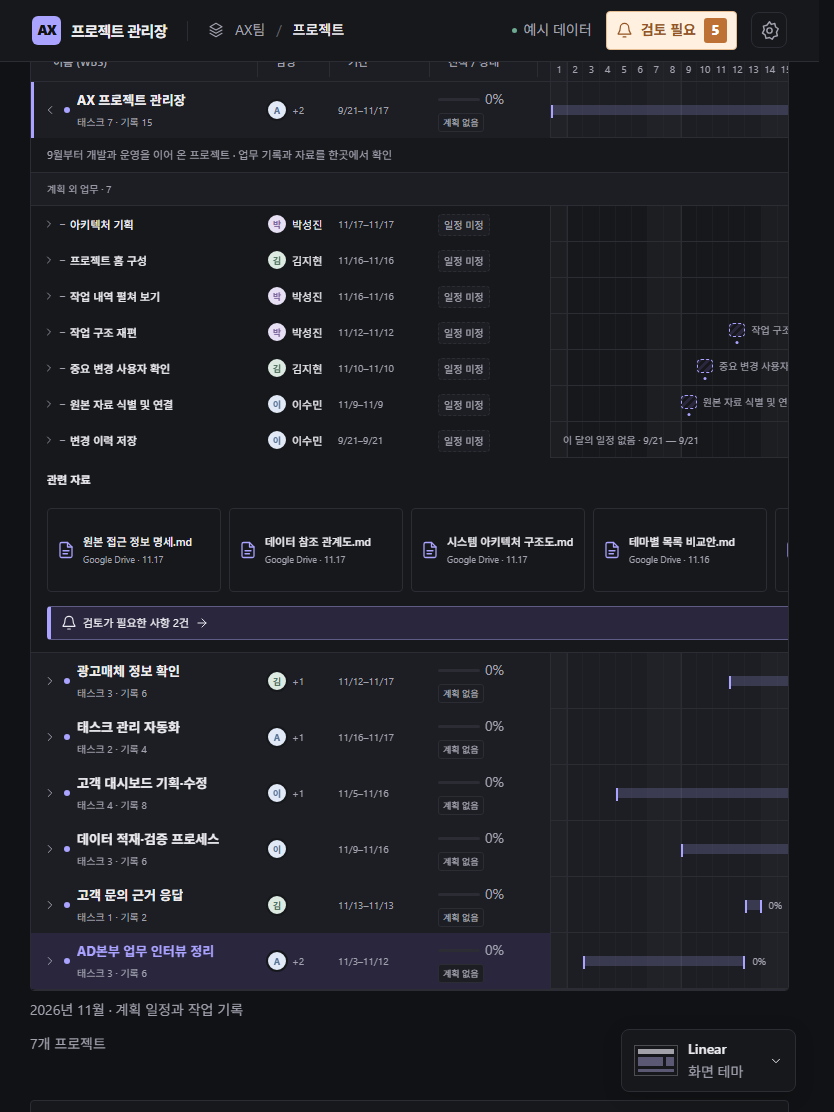 AX 프로젝트 관리장 AX팀 / 프로젝트 예시 데이터 검토 필요 5
이름 (WBS) 담당 기간 진척 / 상태
1 2 3 4 5 6 7 8 9 10 11 12 13 14 15
AX 프로젝트 관리장 A +2 9/21–11/17 0%
태스크 7 · 기록 15 계획 없음
9월부터 개발과 운영을 이어 온 프로젝트 · 업무 기록과 자료를 한곳에서 확인
계획 외 업무 · 7
– 아키텍처 기획 박 박성진 11/17–11/17 일정 미정
– 프로젝트 홈 구성 김 김지현 11/16–11/16 일정 미정
– 작업 내역 펼쳐 보기 박 박성진 11/16–11/16 일정 미정
– 작업 구조 재편 박 박성진 11/12–11/12 일정 미정 작업 구조
– 중요 변경 사용자 확인 김 김지현 11/10–11/10 일정 미정 중요 변경 사용자
– 원본 자료 식별 및 연결 이 이수민 11/9–11/9 일정 미정 원본 자료 식별 및 연
– 변경 이력 저장 이 이수민 9/21–9/21 일정 미정 이 달의 일정 없음 · 9/21 — 9/21
관련 자료
원본 접근 정보 명세.md 데이터 참조 관계도.md 시스템 아키텍처 구조도.md 테마별 목록 비교안.md
Google Drive · 11.17 Google Drive · 11.17 Google Drive · 11.17 Google Drive · 11.16
검토가 필요한 사항 2건 →
광고매체 정보 확인 김 +1 11/12–11/17 0%
태스크 3 · 기록 6 계획 없음
태스크 관리 자동화 A +1 11/16–11/17 0%
태스크 2 · 기록 4 계획 없음
고객 대시보드 기획·수정 이 +1 11/5–11/16 0%
태스크 4 · 기록 8 계획 없음
데이터 적재·검증 프로세스 이 11/9–11/16 0%
태스크 3 · 기록 6 계획 없음
고객 문의 근거 응답 김 11/13–11/13 0% 0%
태스크 1 · 기록 2 계획 없음
AD본부 업무 인터뷰 정리 A +2 11/3–11/12 0% 0%
태스크 3 · 기록 6 계획 없음
2026년 11월 · 계획 일정과 작업 기록
7개 프로젝트
Linear
화면 테마